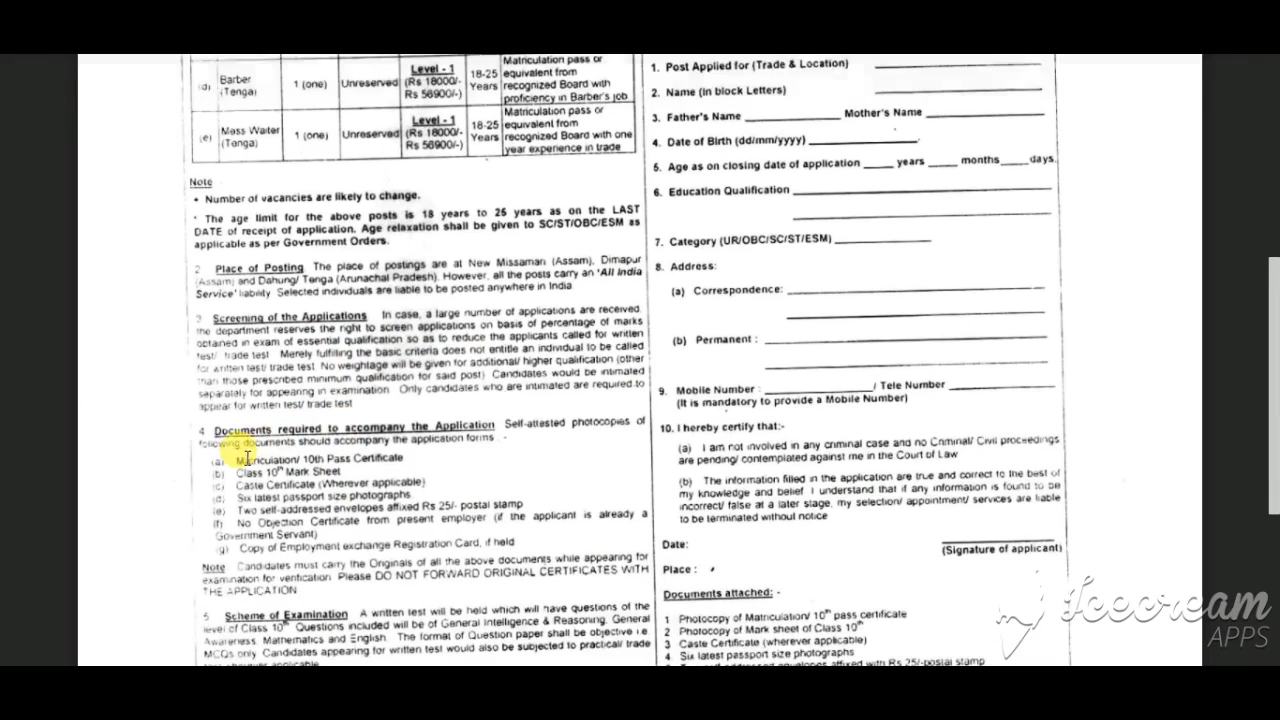 (d) Barber (Tenga) 1 (one) Unreserved Level - 1 (Rs 18000/- Rs 56900/-) 18-25 Years Matriculation pass or equivalent from recognized Board with proficiency in Barber's job
(e) Mess Waiter (Tenga) 1 (one) Unreserved Level - 1 (Rs 18000/- Rs 56900/-) 18-25 Years Matriculation pass or equivalent from recognized Board with one year experience in trade
Note
• Number of vacancies are likely to change.
• The age limit for the above posts is 18 years to 25 years as on the LAST
DATE of receipt of application. Age relaxation shall be given to SC/ST/OBC/ESM as
applicable as per Government Orders.
2 Place of Posting The place of postings are at New Missamari (Assam), Dimapur
(Assam) and Dahung/ Tenga (Arunachal Pradesh). However, all the posts carry an 'All India
Service' liability Selected individuals are liable to be posted anywhere in India
3 Screening of the Applications In case, a large number of applications are received,
the department reserves the right to screen applications on basis of percentage of marks
obtained in exam of essential qualification so as to reduce the applicants called for written
test/ trade test Merely fulfilling the basic criteria does not entitle an individual to be called
for written test/ trade test. No weightage will be given for additional/ higher qualification (other
than those prescribed minimum qualification for said post) Candidates would be intimated
separately for appearing in examination Only candidates who are intimated are required to
appear for written test/ trade test
4 Documents required to accompany the Application Self-attested photocopies of
following documents should accompany the application forms -
(a) Matriculation/ 10th Pass Certificate
(b) Class 10th Mark Sheet
(c) Caste Certificate (Wherever applicable)
(d) Six latest passport size photographs
(e) Two self-addressed envelopes affixed Rs 25/- postal stamp
(f) No Objection Certificate from present employer (if the applicant is already a
Government Servant)
(g) Copy of Employment exchange Registration Card, if held
Note Candidates must carry the Originals of all the above documents while appearing for
examination for verification Please DO NOT FORWARD ORIGINAL CERTIFICATES WITH
THE APPLICATION
5 Scheme of Examination A written test will be held which will have questions of the
level of Class 10th Questions included will be of General Intelligence & Reasoning, General
Awareness, Mathematics and English. The format of Question paper shall be objective i.e.
MCQs only Candidates appearing for written test would also be subjected to practical/ trade
1. Post Applied for (Trade & Location)
2. Name (In block Letters)
3. Father's Name Mother's Name
4. Date of Birth (dd/mm/yyyy)
5. Age as on closing date of application years months days.
6. Education Qualification
7. Category (UR/OBC/SC/ST/ESM)
8. Address:
(a) Correspondence:
(b) Permanent :
9. Mobile Number : / Tele Number
(It is mandatory to provide a Mobile Number)
10. I hereby certify that:-
(a) I am not involved in any criminal case and no Criminal/ Civil proceedings
are pending/ contemplated against me in the Court of Law
(b) The information filled in the application are true and correct to the best of
my knowledge and belief I understand that if any information is found to be
incorrect/ false at a later stage, my selection/ appointment/ services are liable
to be terminated without notice
Date:
(Signature of applicant)
Place :
Documents attached: -
1 Photocopy of Matriculation/ 10th pass certificate
2 Photocopy of Mark sheet of Class 10th
3 Caste Certificate (wherever applicable)
4 Six latest passport size photographs
self addressed envelopes affixed with Rs 25/-postal stamp
Icecream
APPS